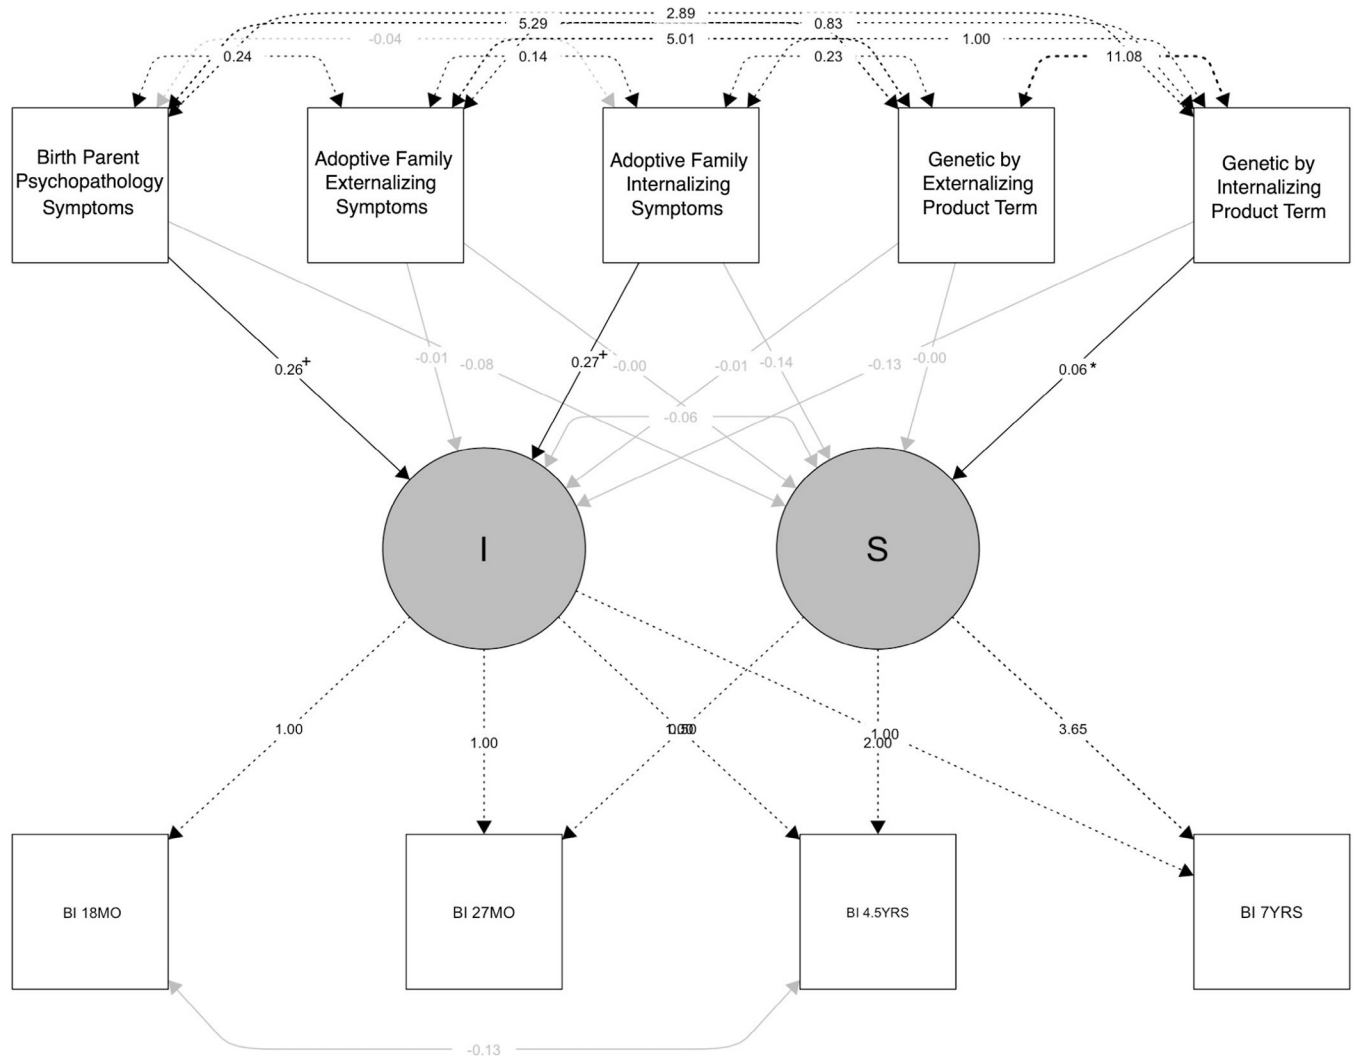 2.89
5.29
0.83
-0.04
5.01
1.00
0.24
0.14
0.23
11.08
Birth Parent
Psychopathology
Symptoms
Adoptive Family
Externalizing
Symptoms
Adoptive Family
Internalizing
Symptoms
Genetic by
Externalizing
Product Term
Genetic by
Internalizing
Product Term
0.26+
-0.01
-0.08
0.27+
-0.00
-0.01
-0.14
-0.13
-0.00
0.06*
-0.06
I
S
1.00
1.00
1.00
2.00
3.65
BI 18MO
BI 27MO
BI 4.5YRS
BI 7YRS
-0.13